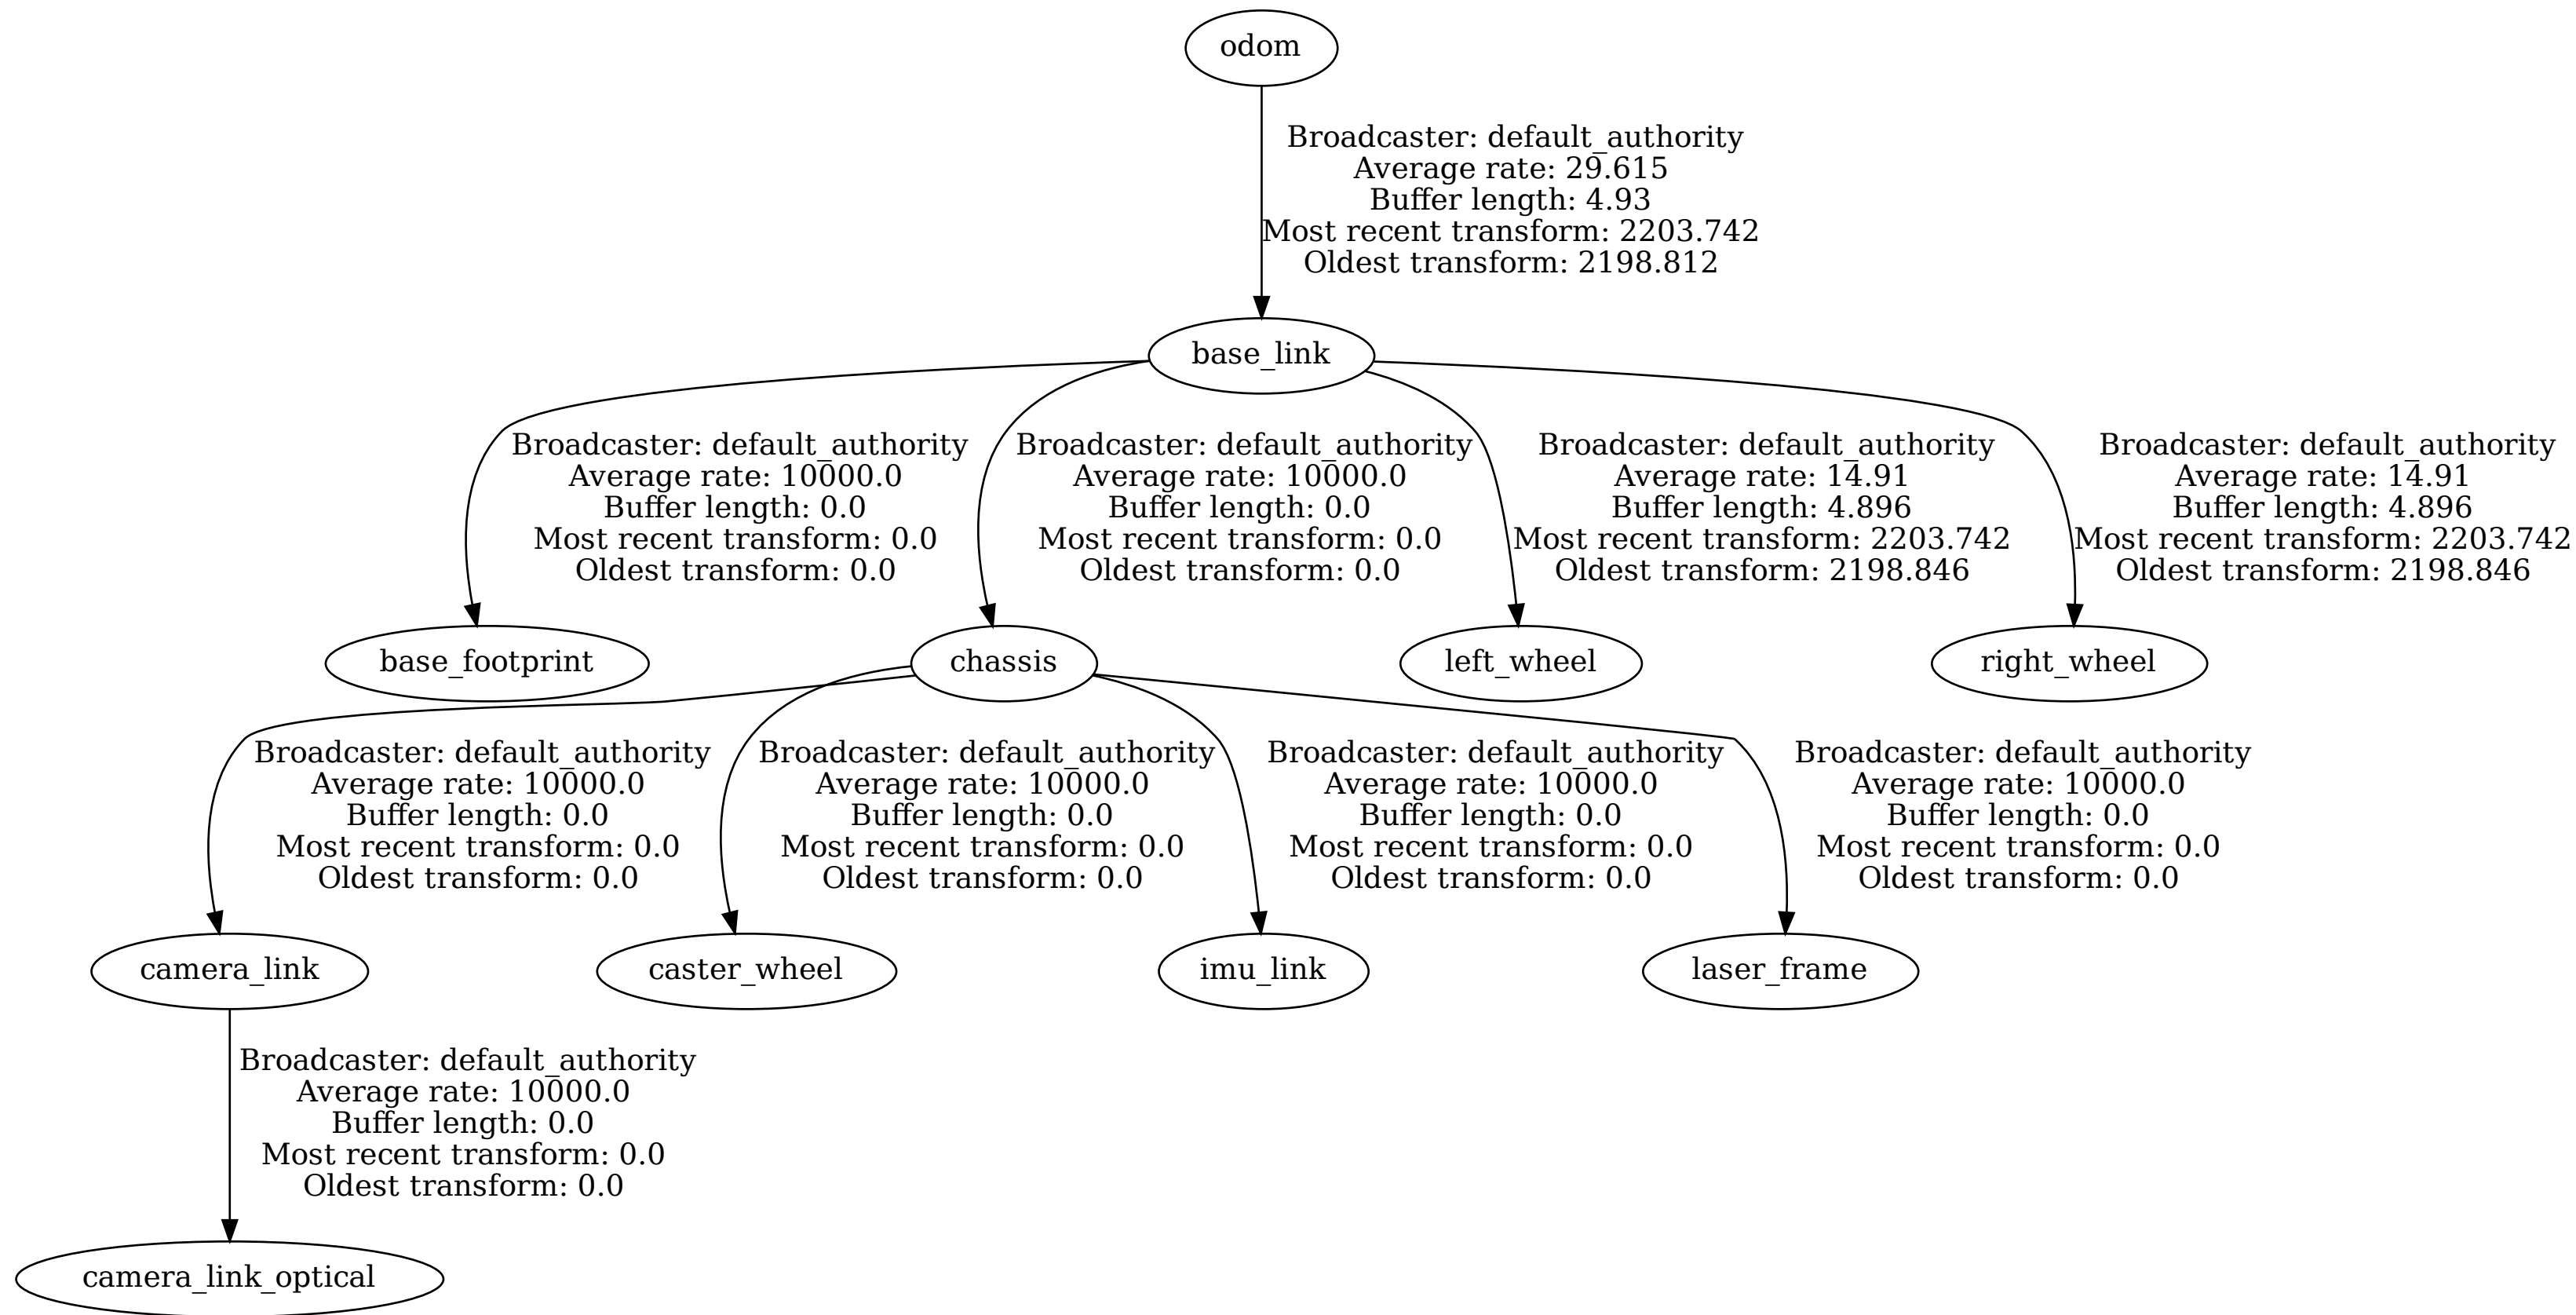 odom
Broadcaster: default_authority
Average rate: 29.615
Buffer length: 4.93
Most recent transform: 2203.742
Oldest transform: 2198.812
base_link
Broadcaster: default_authority
Average rate: 10000.0
Buffer length: 0.0
Most recent transform: 0.0
Oldest transform: 0.0
Broadcaster: default_authority
Average rate: 10000.0
Buffer length: 0.0
Most recent transform: 0.0
Oldest transform: 0.0
Broadcaster: default_authority
Average rate: 14.91
Buffer length: 4.896
Most recent transform: 2203.742
Oldest transform: 2198.846
Broadcaster: default_authority
Average rate: 14.91
Buffer length: 4.896
Most recent transform: 2203.742
Oldest transform: 2198.846
base_footprint
chassis
left_wheel
right_wheel
Broadcaster: default_authority
Average rate: 10000.0
Buffer length: 0.0
Most recent transform: 0.0
Oldest transform: 0.0
Broadcaster: default_authority
Average rate: 10000.0
Buffer length: 0.0
Most recent transform: 0.0
Oldest transform: 0.0
Broadcaster: default_authority
Average rate: 10000.0
Buffer length: 0.0
Most recent transform: 0.0
Oldest transform: 0.0
Broadcaster: default_authority
Average rate: 10000.0
Buffer length: 0.0
Most recent transform: 0.0
Oldest transform: 0.0
camera_link
caster_wheel
imu_link
laser_frame
Broadcaster: default_authority
Average rate: 10000.0
Buffer length: 0.0
Most recent transform: 0.0
Oldest transform: 0.0
camera_link_optical